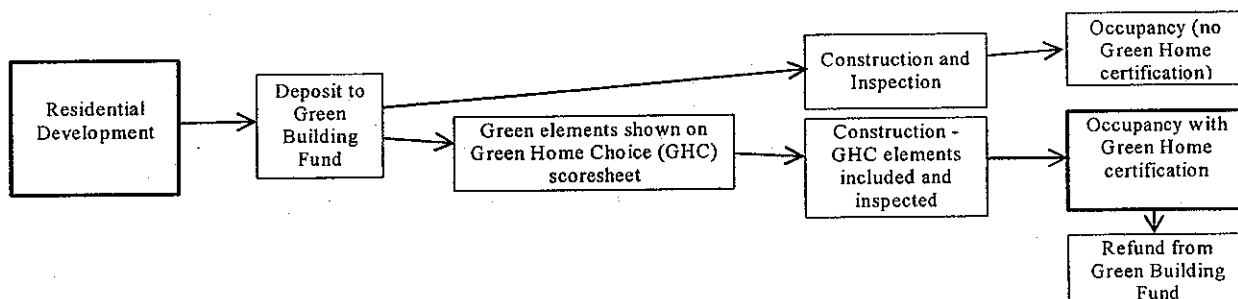 Residential
Development
Deposit to
Green
Building
Fund
Construction and
Inspection
Occupancy (no
Green Home
certification)
Green elements shown on
Green Home Choice (GHC)
scoresheet
Construction -
GHC elements
included and
inspected
Occupancy with
Green Home
certification
Refund from
Green Building
Fund